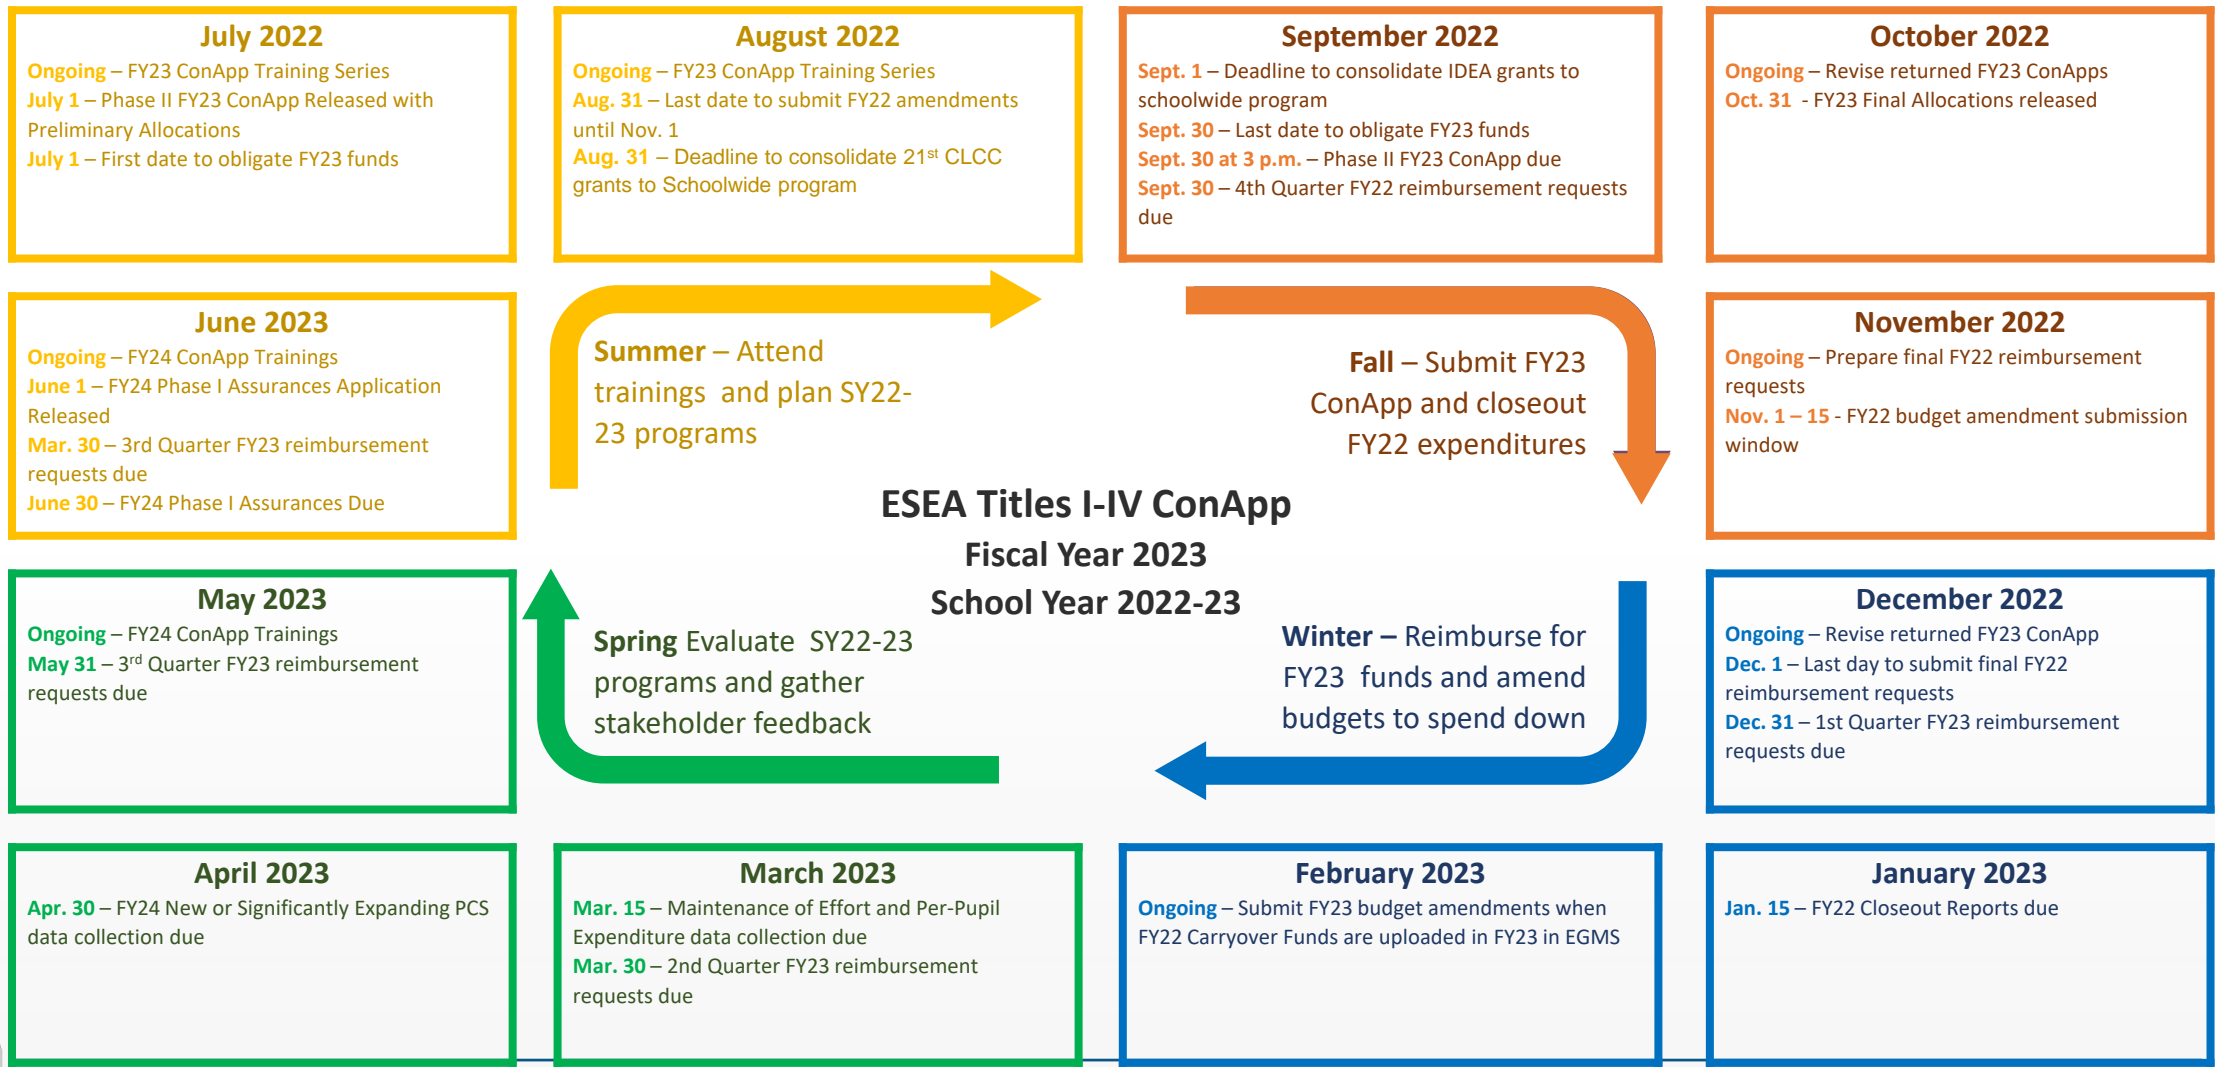 July 2022
Ongoing – FY23 ConApp Training Series
July 1 – Phase II FY23 ConApp Released with
Preliminary Allocations
July 1 – First date to obligate FY23 funds
August 2022
Ongoing – FY23 ConApp Training Series
Aug. 31 – Last date to submit FY22 amendments
until Nov. 1
Aug. 31 – Deadline to consolidate 21st CLCC
grants to Schoolwide program
September 2022
Sept. 1 – Deadline to consolidate IDEA grants to
schoolwide program
Sept. 30 – Last date to obligate FY23 funds
Sept. 30 at 3 p.m. – Phase II FY23 ConApp due
Sept. 30 – 4th Quarter FY22 reimbursement requests
due
October 2022
Ongoing – Revise returned FY23 ConApps
Oct. 31 - FY23 Final Allocations released
June 2023
Ongoing – FY24 ConApp Trainings
June 1 – FY24 Phase I Assurances Application
Released
Mar. 30 – 3rd Quarter FY23 reimbursement
requests due
June 30 – FY24 Phase I Assurances Due
Summer – Attend
trainings and plan SY22-
23 programs
Fall – Submit FY23
ConApp and closeout
FY22 expenditures
November 2022
Ongoing – Prepare final FY22 reimbursement
requests
Nov. 1 – 15 - FY22 budget amendment submission
window
ESEA Titles I-IV ConApp
Fiscal Year 2023
School Year 2022-23
May 2023
Ongoing – FY24 ConApp Trainings
May 31 – 3rd Quarter FY23 reimbursement
requests due
Spring Evaluate SY22-23
programs and gather
stakeholder feedback
Winter – Reimburse for
FY23 funds and amend
budgets to spend down
December 2022
Ongoing – Revise returned FY23 ConApp
Dec. 1 – Last day to submit final FY22
reimbursement requests
Dec. 31 – 1st Quarter FY23 reimbursement
requests due
April 2023
Apr. 30 – FY24 New or Significantly Expanding PCS
data collection due
March 2023
Mar. 15 – Maintenance of Effort and Per-Pupil
Expenditure data collection due
Mar. 30 – 2nd Quarter FY23 reimbursement
requests due
February 2023
Ongoing – Submit FY23 budget amendments when
FY22 Carryover Funds are uploaded in FY23 in EGMS
January 2023
Jan. 15 – FY22 Closeout Reports due